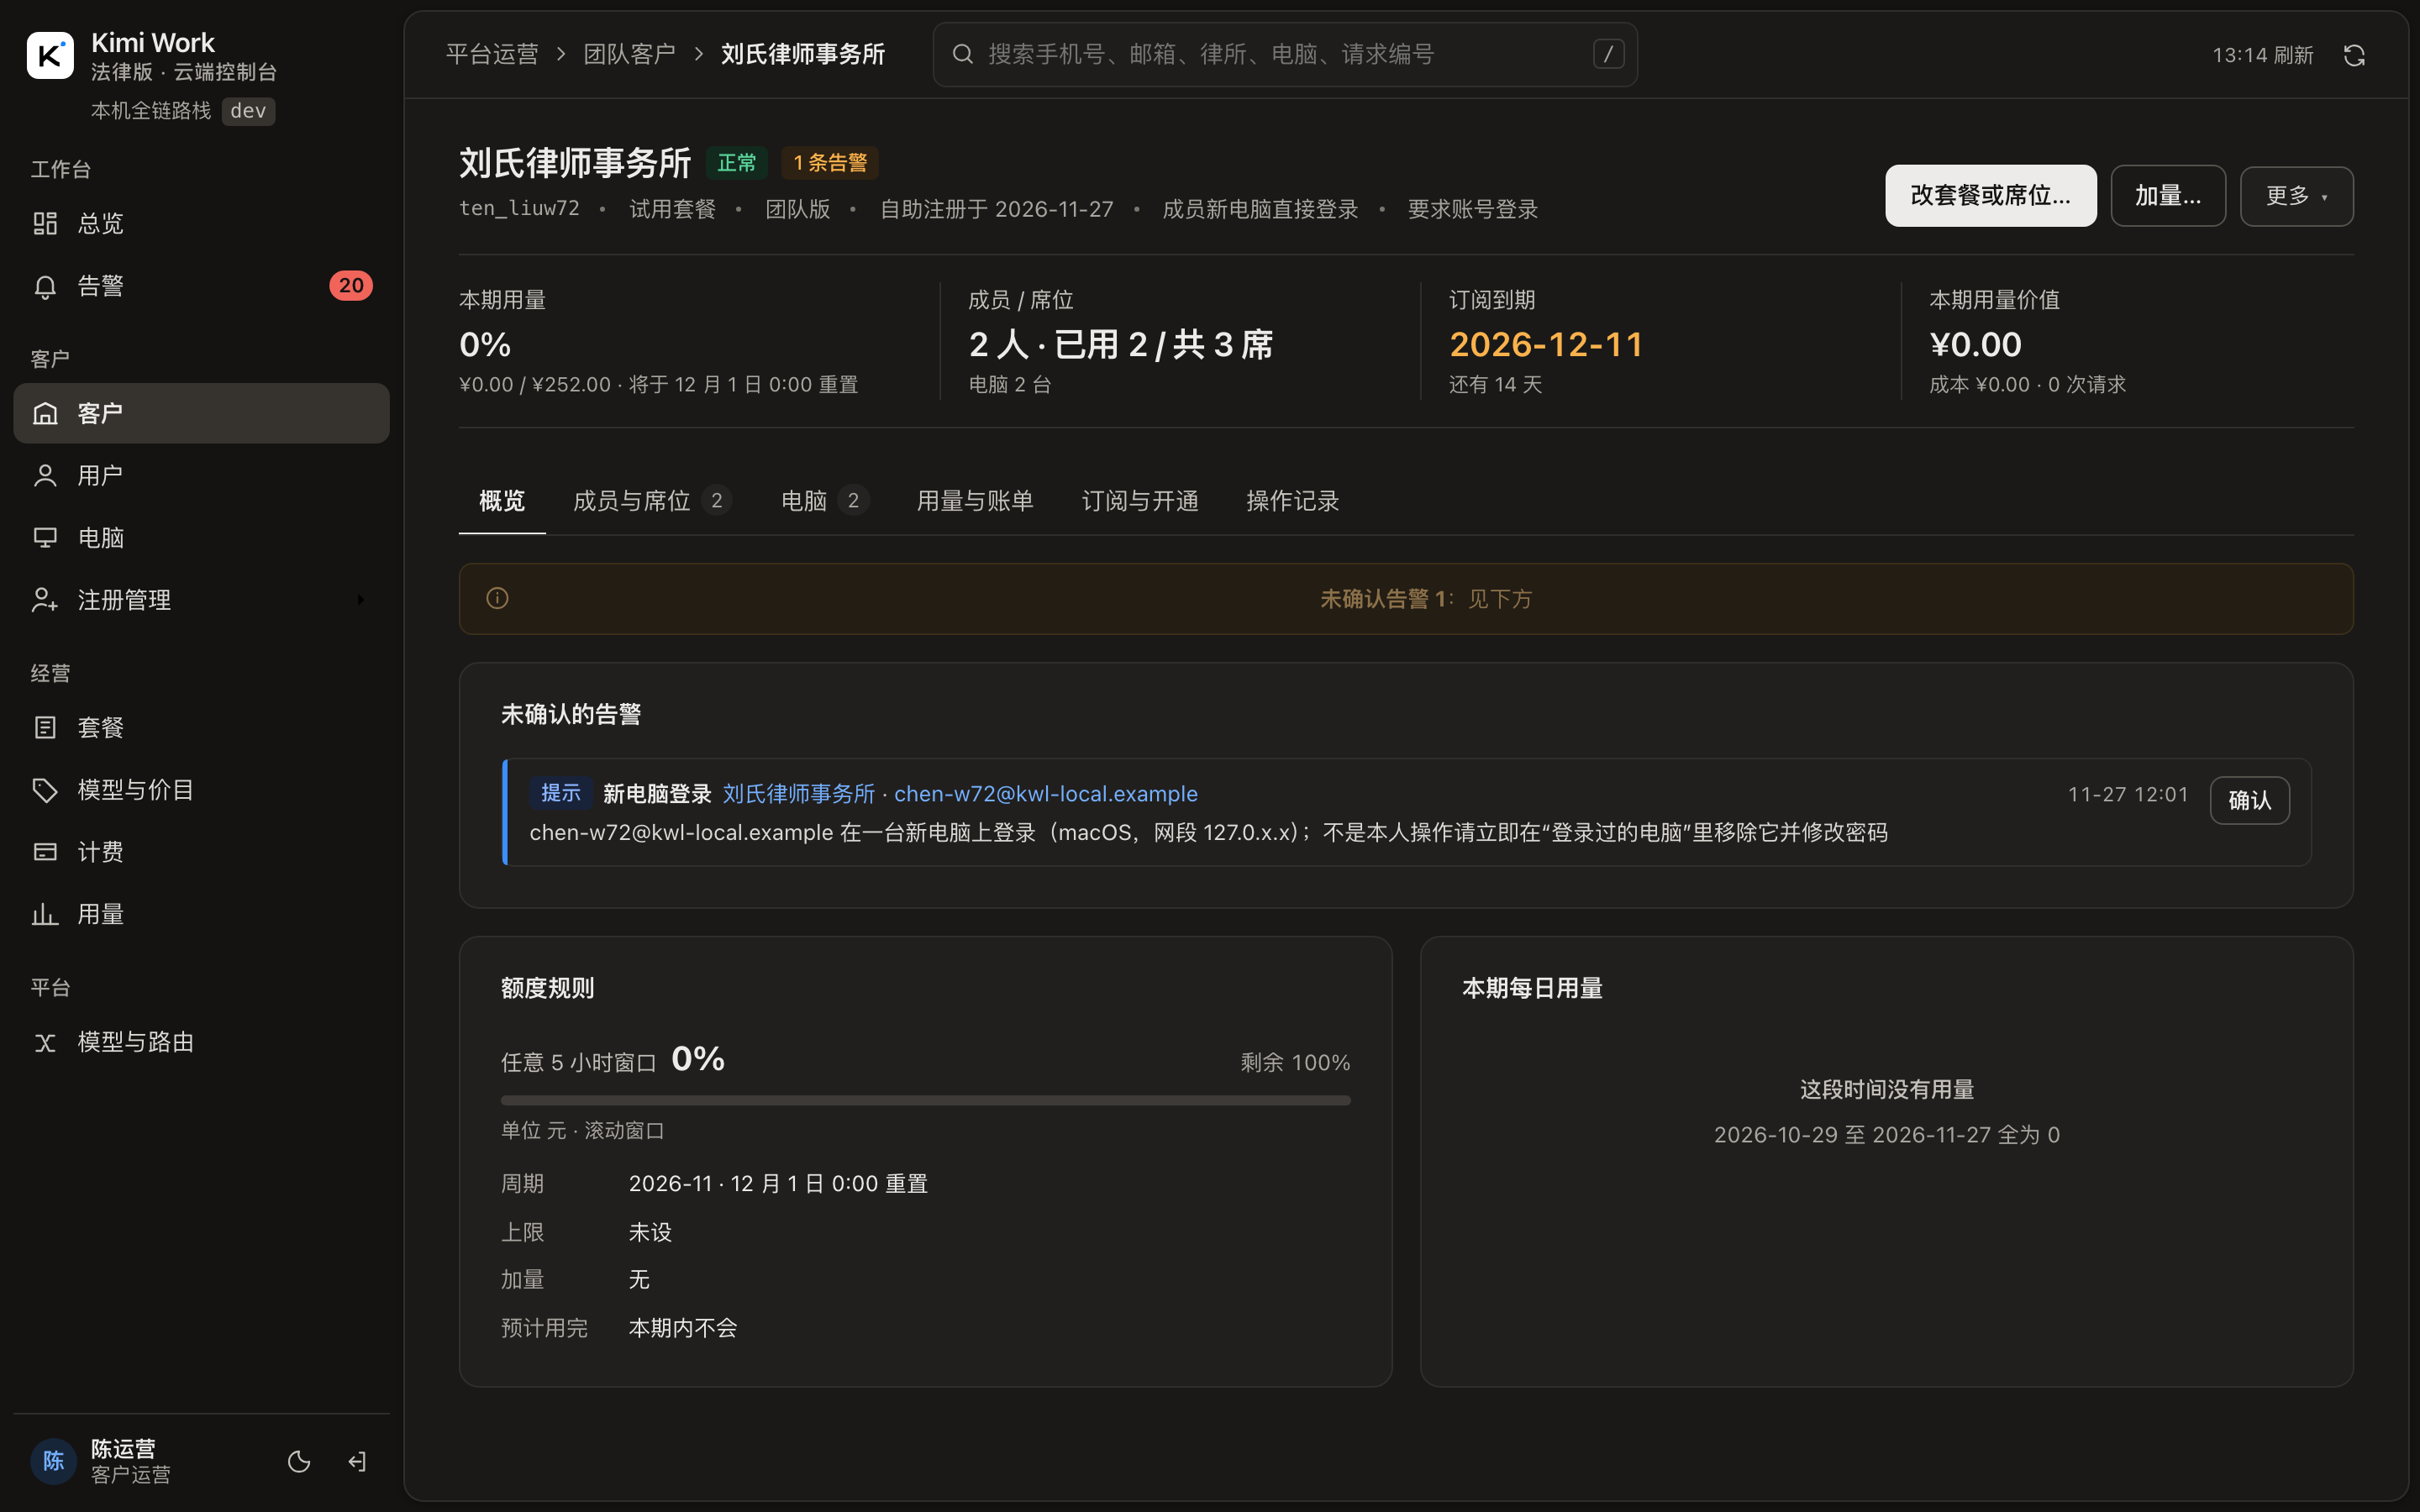 Kimi Work
法律版 · 云端控制台
本机全链路栈 dev
工作台
总览
告警 20
客户
客户
用户
电脑
注册管理
经营
套餐
模型与价目
计费
用量
平台
模型与路由
陈
陈运营
客户运营
平台运营 > 团队客户 > 刘氏律师事务所
搜索手机号、邮箱、律所、电脑、请求编号 /
13:14 刷新
刘氏律师事务所 正常 1 条告警
ten_liuw72 • 试用套餐 • 团队版 • 自助注册于 2026-11-27 • 成员新电脑直接登录 • 要求账号登录
改套餐或席位... 加量... 更多
本期用量
0%
¥0.00 / ¥252.00 · 将于 12 月 1 日 0:00 重置
成员 / 席位
2 人 · 已用 2 / 共 3 席
电脑 2 台
订阅到期
2026-12-11
还有 14 天
本期用量价值
¥0.00
成本 ¥0.00 · 0 次请求
概览 成员与席位 2 电脑 2 用量与账单 订阅与开通 操作记录
未确认告警 1：见下方
未确认的告警
提示 新电脑登录 刘氏律师事务所 · chen-w72@kwl-local.example 11-27 12:01 确认
chen-w72@kwl-local.example 在一台新电脑上登录（macOS，网段 127.0.x.x）；不是本人操作请立即在“登录过的电脑”里移除它并修改密码
额度规则
任意 5 小时窗口 0% 剩余 100%
单位 元 · 滚动窗口
周期 2026-11 · 12 月 1 日 0:00 重置
上限 未设
加量 无
预计用完 本期内不会
本期每日用量
这段时间没有用量
2026-10-29 至 2026-11-27 全为 0